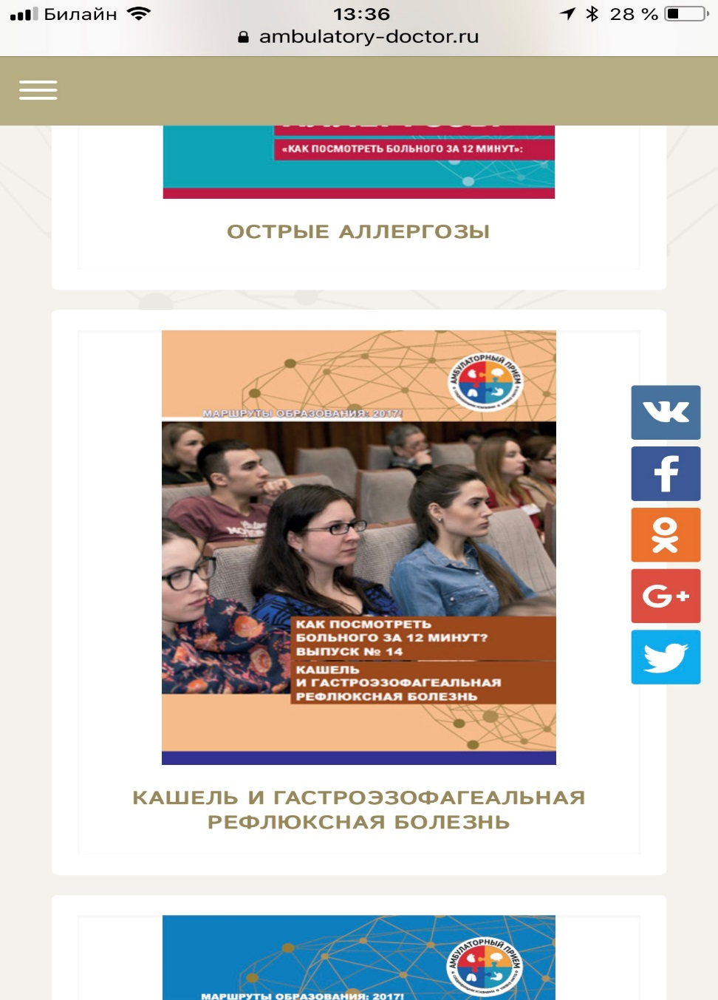 Билайн 13:36 28 %
ambulatory-doctor.ru
«КАК ПОСМОТРЕТЬ БОЛЬНОГО ЗА 12 МИНУТ»:
ОСТРЫЕ АЛЛЕРГОЗЫ
АМБУЛАТОРНЫЙ ПРИЕМ
МАРШРУТЫ ОБРАЗОВАНИЯ: 2017!
КАК ПОСМОТРЕТЬ
БОЛЬНОГО ЗА 12 МИНУТ?
ВЫПУСК № 14
КАШЕЛЬ
И ГАСТРОЭЗОФАГЕАЛЬНАЯ
РЕФЛЮКСНАЯ БОЛЕЗНЬ
G+
КАШЕЛЬ И ГАСТРОЭЗОФАГЕАЛЬНАЯ
РЕФЛЮКСНАЯ БОЛЕЗНЬ
АМБУЛАТОРНЫЙ ПРИЕМ
МАРШРУТЫ ОБРАЗОВАНИЯ: 2017!